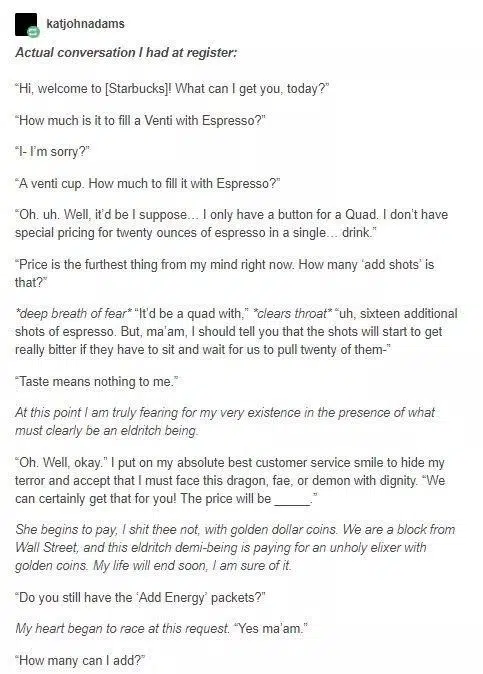 katjohnadams
Actual conversations I had at register:
“Hi, welcome to [Starbucks]! What can I get you, today?”
“How much is it to fill a Venti with Espresso?”
“I- I’m sorry?”
“A venti cup. How much to fill it with Espresso?”
“Oh. uh. Well, it’d be I suppose… I only have a button for a Quad. I don’t have
special pricing for twenty ounces of espresso in a single… drink.”
“Price is the furthest thing from my mind right now. How many ‘add shots’ is
that?”
*deep breath of fear* “It’d be a quad with,” *clears throat* “uh, sixteen additional
shots of espresso. But, ma’am, I should tell you that the shots will start to get
really bitter if they have to sit and wait for us to pull twenty of them-”
“Taste means nothing to me.”
At this point I am truly fearing for my very existence in the presence of what
must clearly be an eldritch being.
“Oh. Well, okay.” I put on my absolute best customer service smile to hide my
terror and accept that I must face this dragon, fae, or demon with dignity. “We
can certainly get that for you! The price will be _____.”
She begins to pay, I shit thee not, with golden dollar coins. We are a block from
Wall Street, and this eldritch demi-being is paying for an unholy elixer with
golden coins. My life will end soon, I am sure of it.
“Do you still have the ‘Add Energy’ packets?”
My heart began to race at this request. “Yes ma’am.”
“How many can I add?”